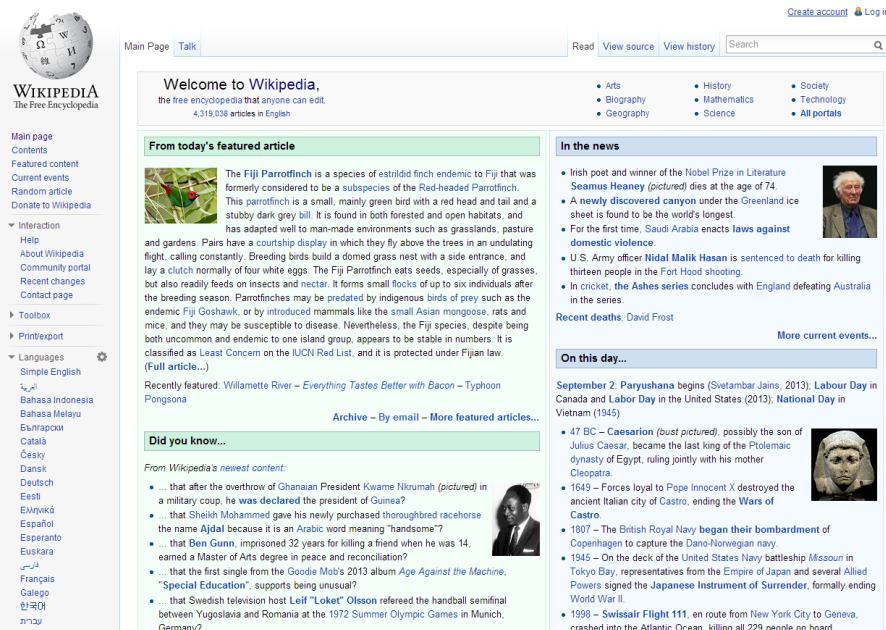 Create account Log in
WIKIPEDIA
The Free Encyclopedia
Main Page Talk
Read View source View history
Search
Main page
Contents
Featured content
Current events
Random article
Donate to Wikipedia
Interaction
Help
About Wikipedia
Community portal
Recent changes
Contact page
Toolbox
Print/export
Languages
Simple English
العربية
Bahasa Indonesia
Bahasa Melayu
Български
Català
Česky
Dansk
Deutsch
Eesti
Ελληνικά
Español
Esperanto
Euskara
فارسی
Français
Galego
한국어
עברית
Welcome to Wikipedia,
the free encyclopedia that anyone can edit.
4,319,038 articles in English
Arts
Biography
Geography
History
Mathematics
Science
Society
Technology
All portals
From today's featured article
The Fiji Parrotfinch is a species of estrildid finch endemic to Fiji that was
formerly considered to be a subspecies of the Red-headed Parrotfinch.
This parrotfinch is a small, mainly green bird with a red head and tail and a
stubby dark grey bill. It is found in both forested and open habitats, and
has adapted well to man-made environments such as grasslands, pasture
and gardens. Pairs have a courtship display in which they fly above the trees in an undulating
flight, calling constantly. Breeding birds build a domed grass nest with a side entrance, and
lay a clutch normally of four white eggs. The Fiji Parrotfinch eats seeds, especially of grasses,
but also readily feeds on insects and nectar. It forms small flocks of up to six individuals after
the breeding season. Parrotfinches may be predated by indigenous birds of prey such as the
endemic Fiji Goshawk, or by introduced mammals like the small Asian mongoose, rats and
mice, and they may be susceptible to disease. Nevertheless, the Fiji species, despite being
both uncommon and endemic to one island group, appears to be stable in numbers. It is
classified as Least Concern on the IUCN Red List, and it is protected under Fijian law.
(Full article...)
Recently featured: Willamette River – Everything Tastes Better with Bacon – Typhoon
Pongsona
Archive – By email – More featured articles...
Did you know...
From Wikipedia's newest content:
... that after the overthrow of Ghanaian President Kwame Nkrumah (pictured) in
a military coup, he was declared the president of Guinea?
... that Sheikh Mohammed gave his newly purchased thoroughbred racehorse
the name Ajdal because it is an Arabic word meaning "handsome"?
... that Ben Gunn, imprisoned 32 years for killing a friend when he was 14,
earned a Master of Arts degree in peace and reconciliation?
... that the first single from the Goodie Mob's 2013 album Age Against the Machine,
"Special Education", supports being unusual?
... that Swedish television host Leif "Loket" Olsson refereed the handball semifinal
between Yugoslavia and Romania at the 1972 Summer Olympic Games in Munich,
Germany?
In the news
Irish poet and winner of the Nobel Prize in Literature
Seamus Heaney (pictured) dies at the age of 74.
A newly discovered canyon under the Greenland ice
sheet is found to be the world's longest.
For the first time, Saudi Arabia enacts laws against
domestic violence.
U.S. Army officer Nidal Malik Hasan is sentenced to death for killing
thirteen people in the Fort Hood shooting.
In cricket, the Ashes series concludes with England defeating Australia
in the series.
Recent deaths: David Frost
More current events...
On this day...
September 2: Paryushana begins (Svetambar Jains, 2013); Labour Day in
Canada and Labor Day in the United States (2013); National Day in
Vietnam (1945)
47 BC – Caesarion (bust pictured), possibly the son of
Julius Caesar, became the last king of the Ptolemaic
dynasty of Egypt, ruling jointly with his mother
Cleopatra.
1649 – Forces loyal to Pope Innocent X destroyed the
ancient Italian city of Castro, ending the Wars of
Castro.
1807 – The British Royal Navy began their bombardment of
Copenhagen to capture the Dano-Norwegian navy.
1945 – On the deck of the United States Navy battleship Missouri in
Tokyo Bay, representatives from the Empire of Japan and several Allied
Powers signed the Japanese Instrument of Surrender, formally ending
World War II.
1998 – Swissair Flight 111, en route from New York City to Geneva,
crashed into the Atlantic Ocean, killing all 229 people on board